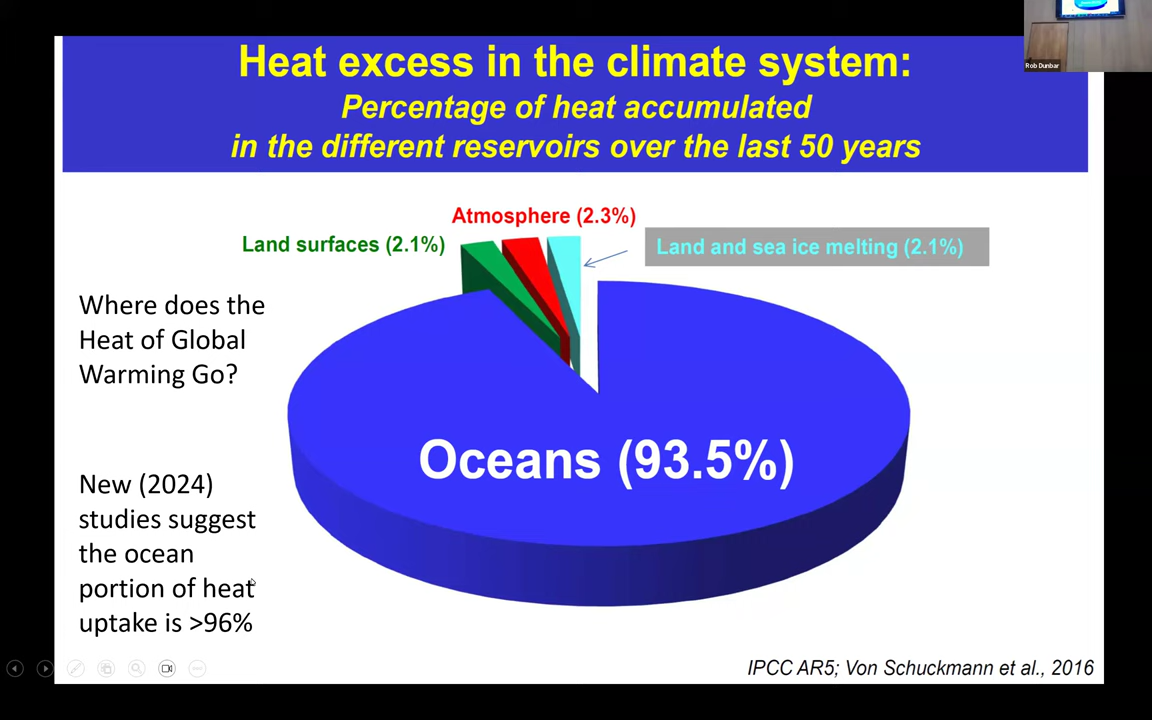 Heat excess in the climate system:
Percentage of heat accumulated
in the different reservoirs over the last 50 years
Rob Dunbar
Atmosphere (2.3%)
Land surfaces (2.1%)
Land and sea ice melting (2.1%)
Where does the
Heat of Global
Warming Go?
Oceans (93.5%)
New (2024)
studies suggest
the ocean
portion of heat
uptake is >96%
IPCC AR5; Von Schuckmann et al., 2016